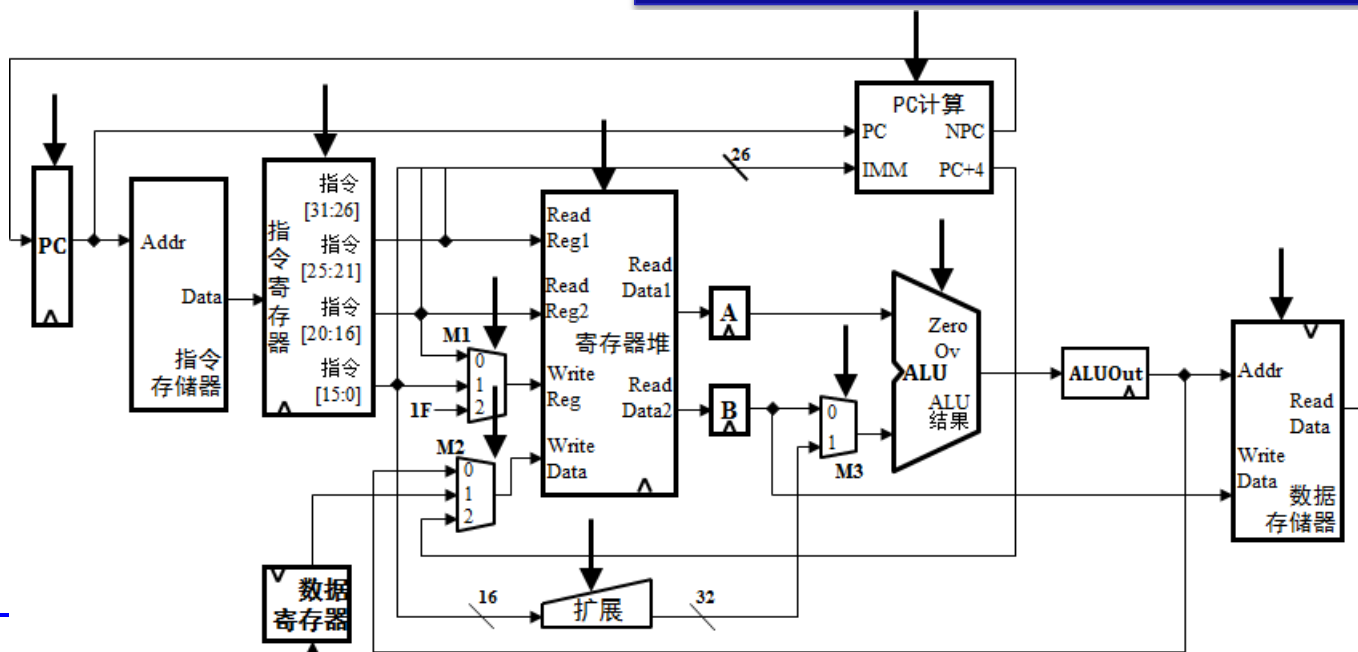 PC计算
PC NPC
IMM PC+4
26
PC
Addr
Data
指令
存储器
指令寄存器
指令
[31:26]
指令
[25:21]
指令
[20:16]
指令
[15:0]
M1
0
1
2
1F
M2
0
1
2
Read
Reg1
Read
Reg2
Write
Reg
Write
Data
Read
Data1
寄存器堆
Read
Data2
A
B
0
1
M3
Zero
Ov
ALU
ALU
结果
ALUOut
Addr
Read
Data
Write
Data
数据
存储器
数据
寄存器
16
扩展
32